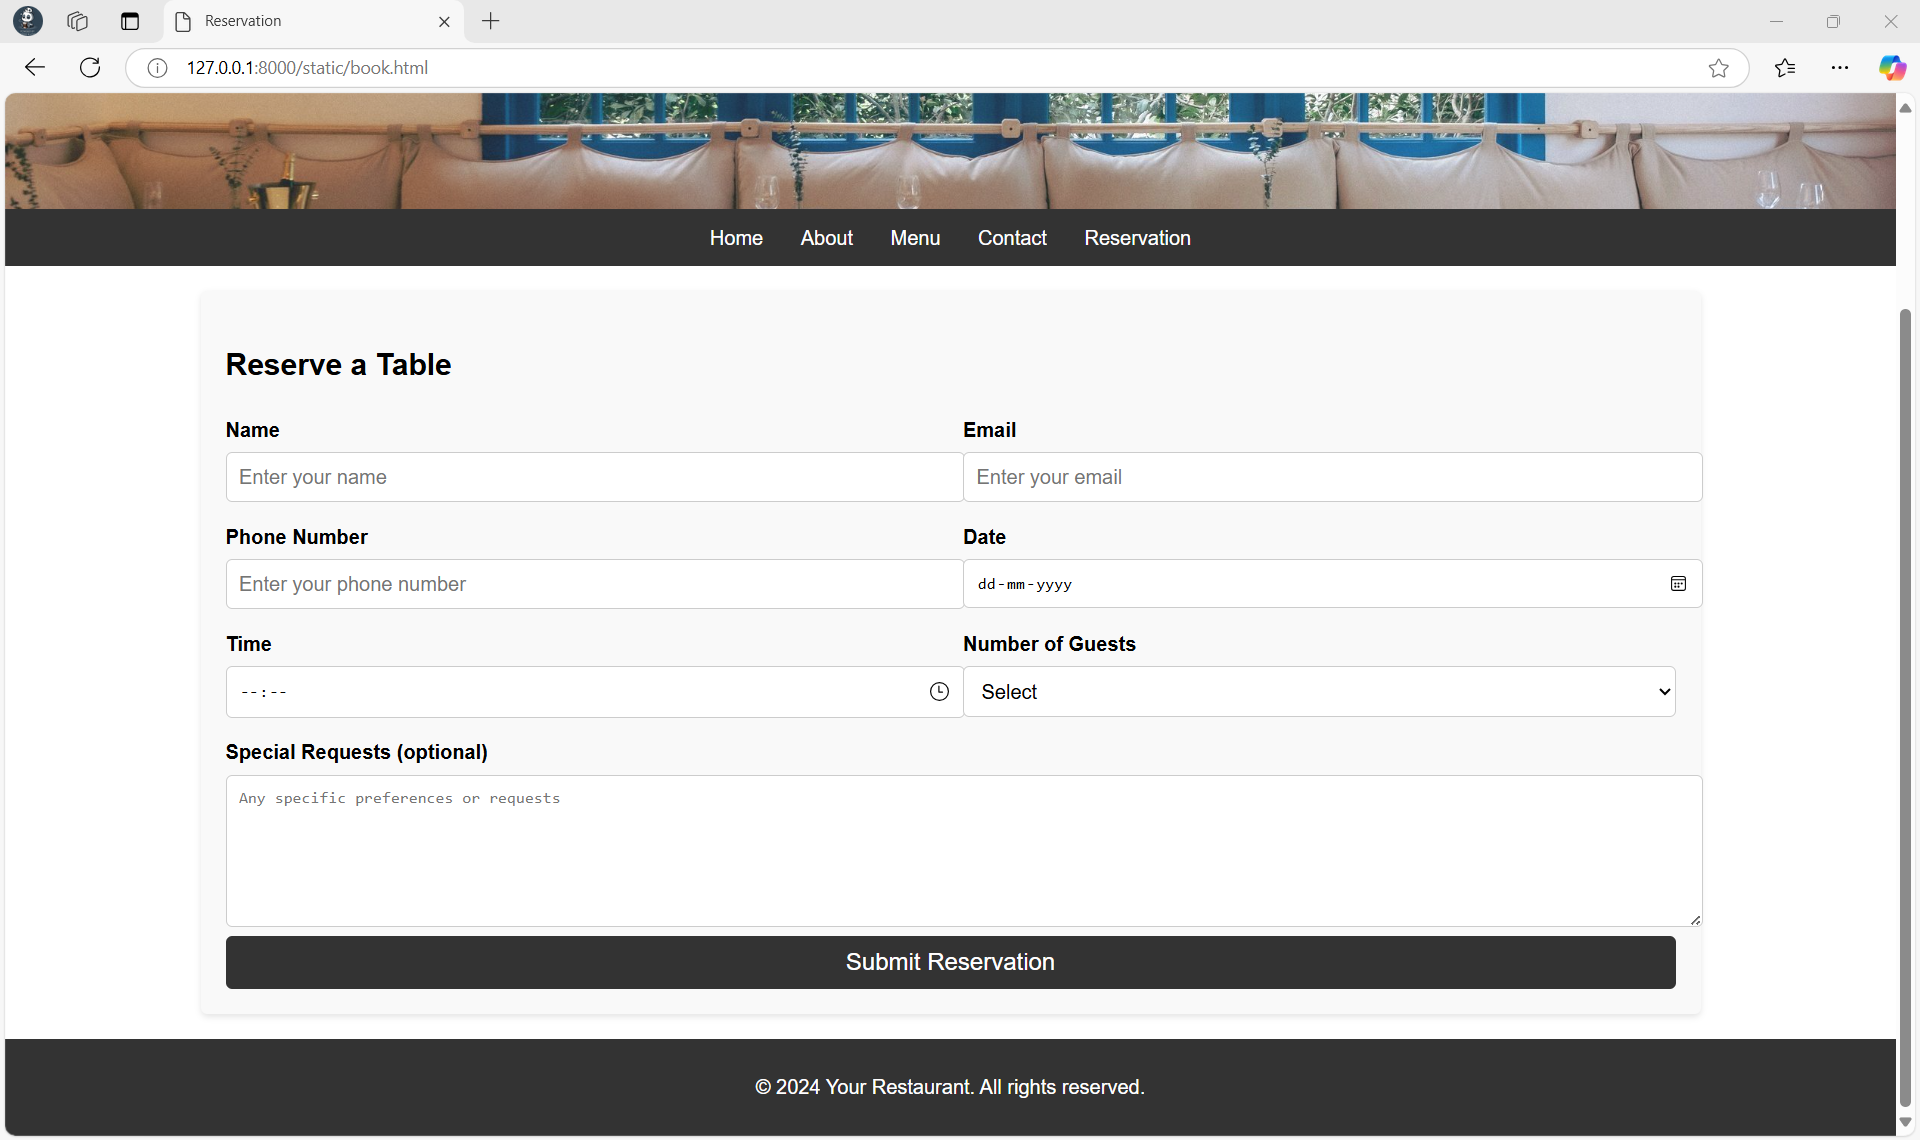 Reservation
127.0.0.1:8000/static/book.html
Home About Menu Contact Reservation
Reserve a Table
Name Email
Enter your name Enter your email
Phone Number Date
Enter your phone number dd-mm-yyyy
Time Number of Guests
--:-- Select
Special Requests (optional)
Any specific preferences or requests
Submit Reservation
© 2024 Your Restaurant. All rights reserved.